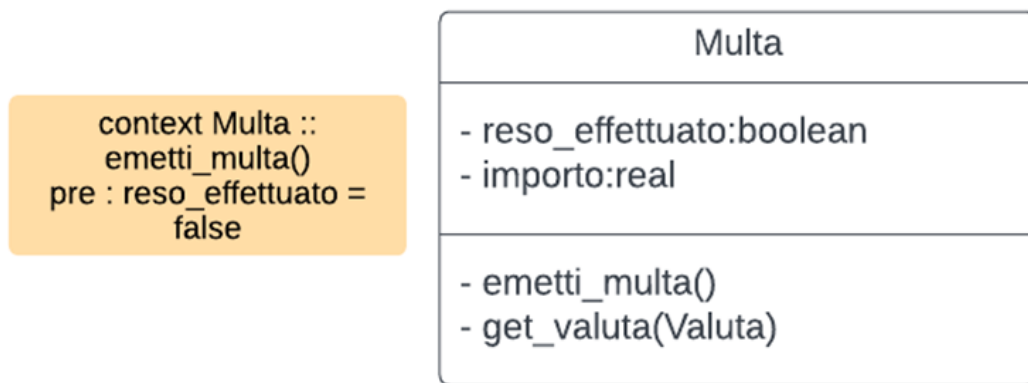 context Multa ::
emetti_multa()
pre : reso_effettuato =
false
Multa
- reso_effettuato:boolean
- importo:real
- emetti_multa()
- get_valuta(Valuta)